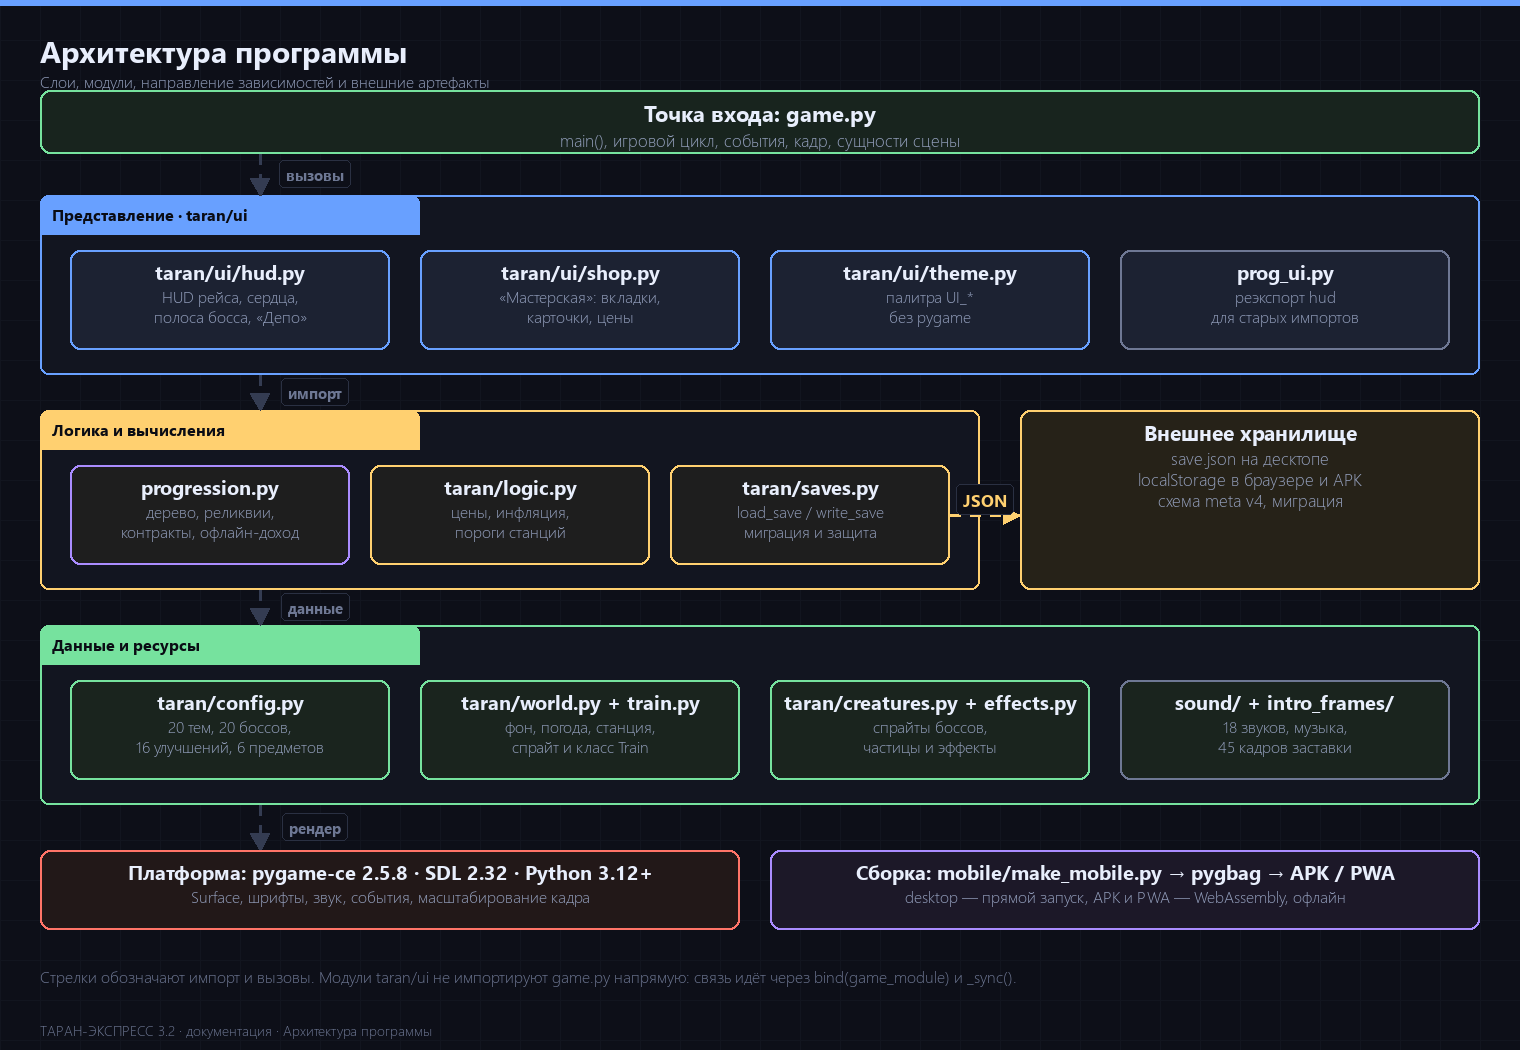 Архитектура программы
Слои, модули, направление зависимостей и внешние артефакты
Точка входа: game.py
main(), игровой цикл, события, кадр, сущности сцены
вызовы
Представление · taran/ui
taran/ui/hud.py
HUD рейса, сердца,
полоса босса, «Депо»
taran/ui/shop.py
«Мастерская»: вкладки,
карточки, цены
taran/ui/theme.py
палитра UI_*
без pygame
prog_ui.py
реэкспорт hud
для старых импортов
импорт
Логика и вычисления
progression.py
дерево, реликвии,
контракты, офлайн-доход
taran/logic.py
цены, инфляция,
пороги станций
taran/saves.py
load_save / write_save
миграция и защита
JSON
Внешнее хранилище
save.json на десктопе
localStorage в браузере и APK
схема meta v4, миграция
данные
Данные и ресурсы
taran/config.py
20 тем, 20 боссов,
16 улучшений, 6 предметов
taran/world.py + train.py
фон, погода, станция,
спрайт и класс Train
taran/creatures.py + effects.py
спрайты боссов,
частицы и эффекты
sound/ + intro_frames/
18 звуков, музыка,
45 кадров заставки
рендер
Платформа: pygame-ce 2.5.8 · SDL 2.32 · Python 3.12+
Surface, шрифты, звук, события, масштабирование кадра
Сборка: mobile/make_mobile.py → pygbag → APK / PWA
desktop — прямой запуск, APK и PWA — WebAssembly, офлайн
Стрелки обозначают импорт и вызовы. Модули taran/ui не импортируют game.py напрямую: связь идёт через bind(game_module) и _sync().
ТАРАН-ЭКСПРЕСС 3.2 · документация · Архитектура программы